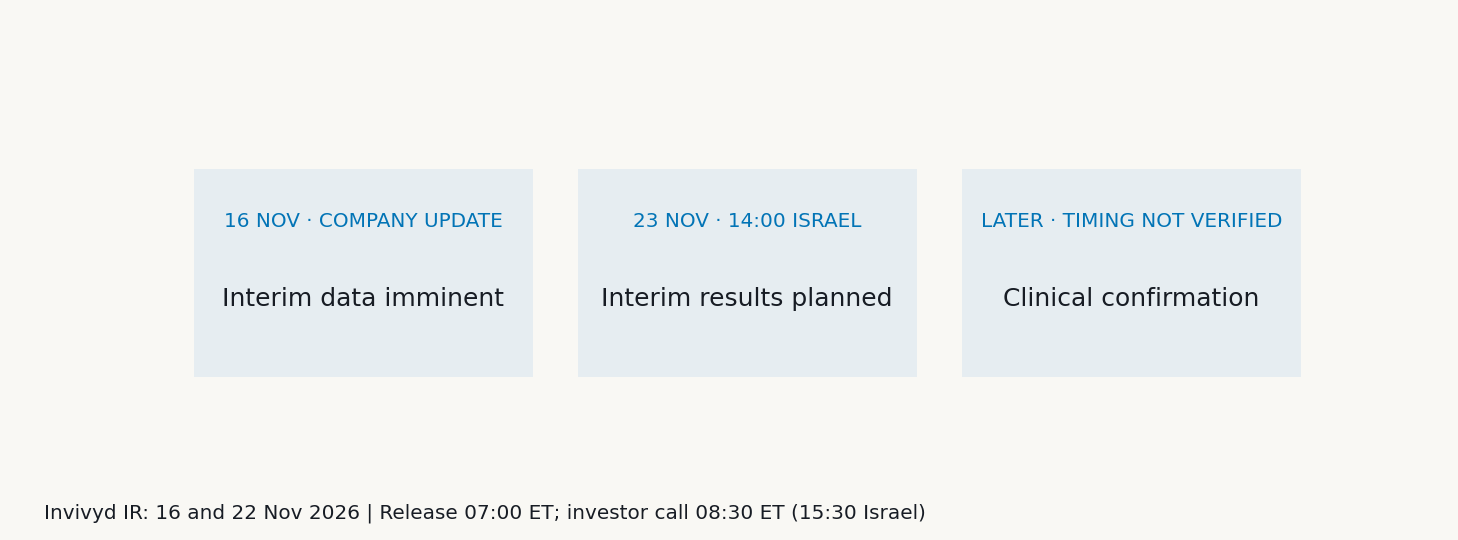 16 NOV · COMPANY UPDATE
Interim data imminent
23 NOV · 14:00 ISRAEL
Interim results planned
LATER · TIMING NOT VERIFIED
Clinical confirmation
Invivyd IR: 16 and 22 Nov 2026 | Release 07:00 ET; investor call 08:30 ET (15:30 Israel)